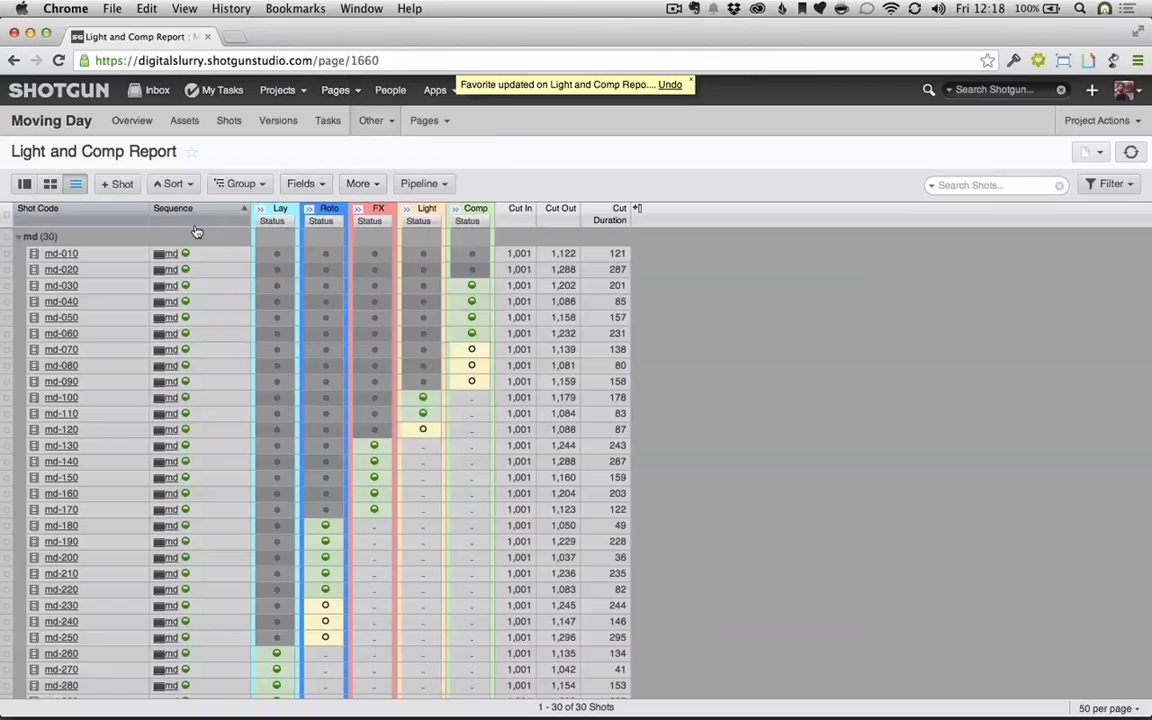 Chrome File Edit View History Bookmarks Window Help Fri 12:18 100%
Light and Comp Report : M
https://digitalslurry.shotgunstudio.com/page/1660
SHOTGUN Inbox My Tasks Projects Pages People Apps Search Shotgun...
Favorite updated on Light and Comp Repo.... Undo
Moving Day Overview Assets Shots Versions Tasks Other Pages Project Actions
Light and Comp Report
+ Shot Sort Group Fields More Pipeline Search Shots... Filter
Shot Code Sequence Lay Roto FX Light Comp Cut In Cut Out Cut Duration
Status Status Status Status Status
md (30)
md-010 md 1,001 1,122 121
md-020 md 1,001 1,288 287
md-030 md 1,001 1,202 201
md-040 md 1,001 1,086 85
md-050 md 1,001 1,158 157
md-060 md 1,001 1,232 231
md-070 md 1,001 1,139 138
md-080 md 1,001 1,081 80
md-090 md 1,001 1,159 158
md-100 md 1,001 1,179 178
md-110 md 1,001 1,084 83
md-120 md 1,001 1,088 87
md-130 md 1,001 1,244 243
md-140 md 1,001 1,288 287
md-150 md 1,001 1,160 159
md-160 md 1,001 1,204 203
md-170 md 1,001 1,123 122
md-180 md 1,001 1,050 49
md-190 md 1,001 1,229 228
md-200 md 1,001 1,037 36
md-210 md 1,001 1,236 235
md-220 md 1,001 1,083 82
md-230 md 1,001 1,245 244
md-240 md 1,001 1,147 146
md-250 md 1,001 1,296 295
md-260 md 1,001 1,135 134
md-270 md 1,001 1,042 41
md-280 md 1,001 1,154 153
1 - 30 of 30 Shots
50 per page